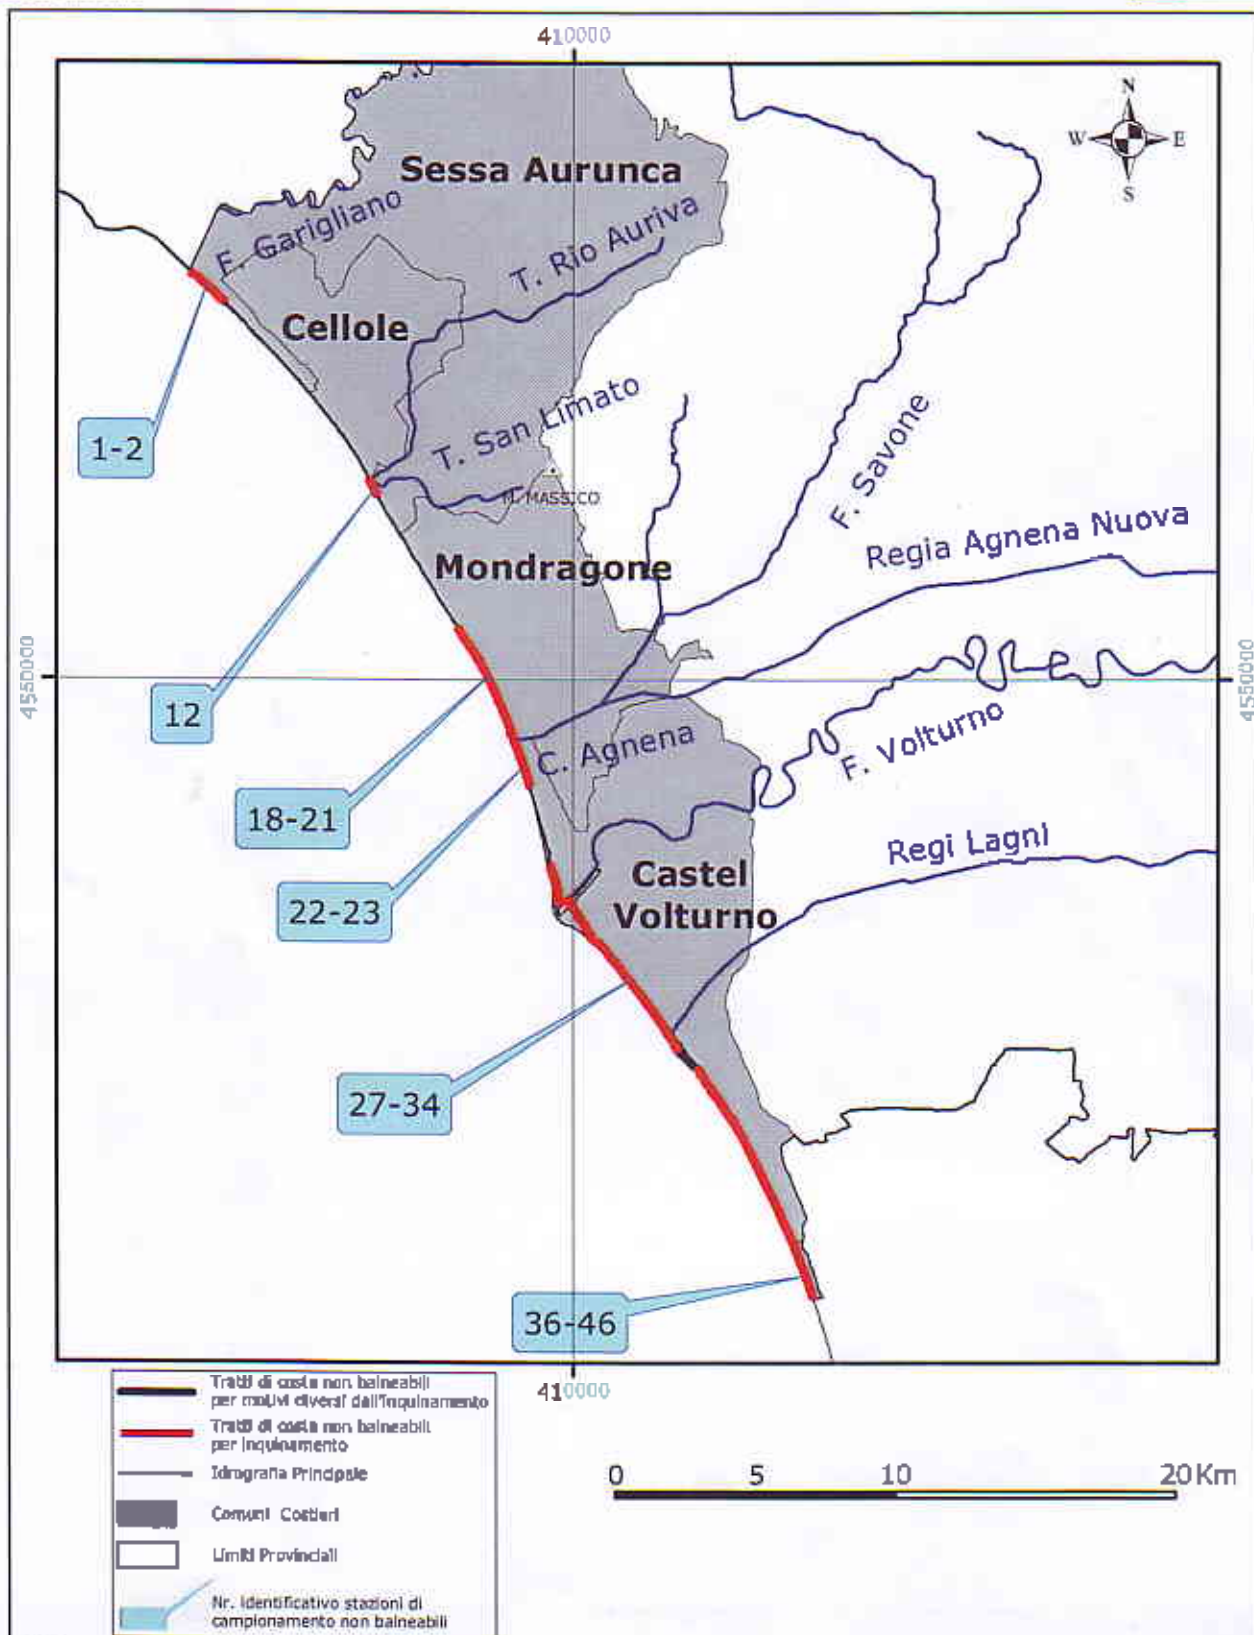 410000
N
W E
S
Sessa Aurunca
F. Garigliano
T. Rio Auriva
Cellole
1-2
T. San Limato
M. MASSICO
F. Savone
Regia Agnena Nuova
Mondragone
4550000
4550000
12
C. Agnena
F. Volturno
18-21
Regi Lagni
Castel
Volturno
22-23
27-34
36-46
410000
Tratti di costa non balneabili
per motivi diversi dall'inquinamento
Tratti di costa non balneabili
per inquinamento
Idrografia Principale
Comuni Costieri
Limiti Provinciali
Nr. identificativo stazioni di
campionamento non balneabili
0 5 10 20Km